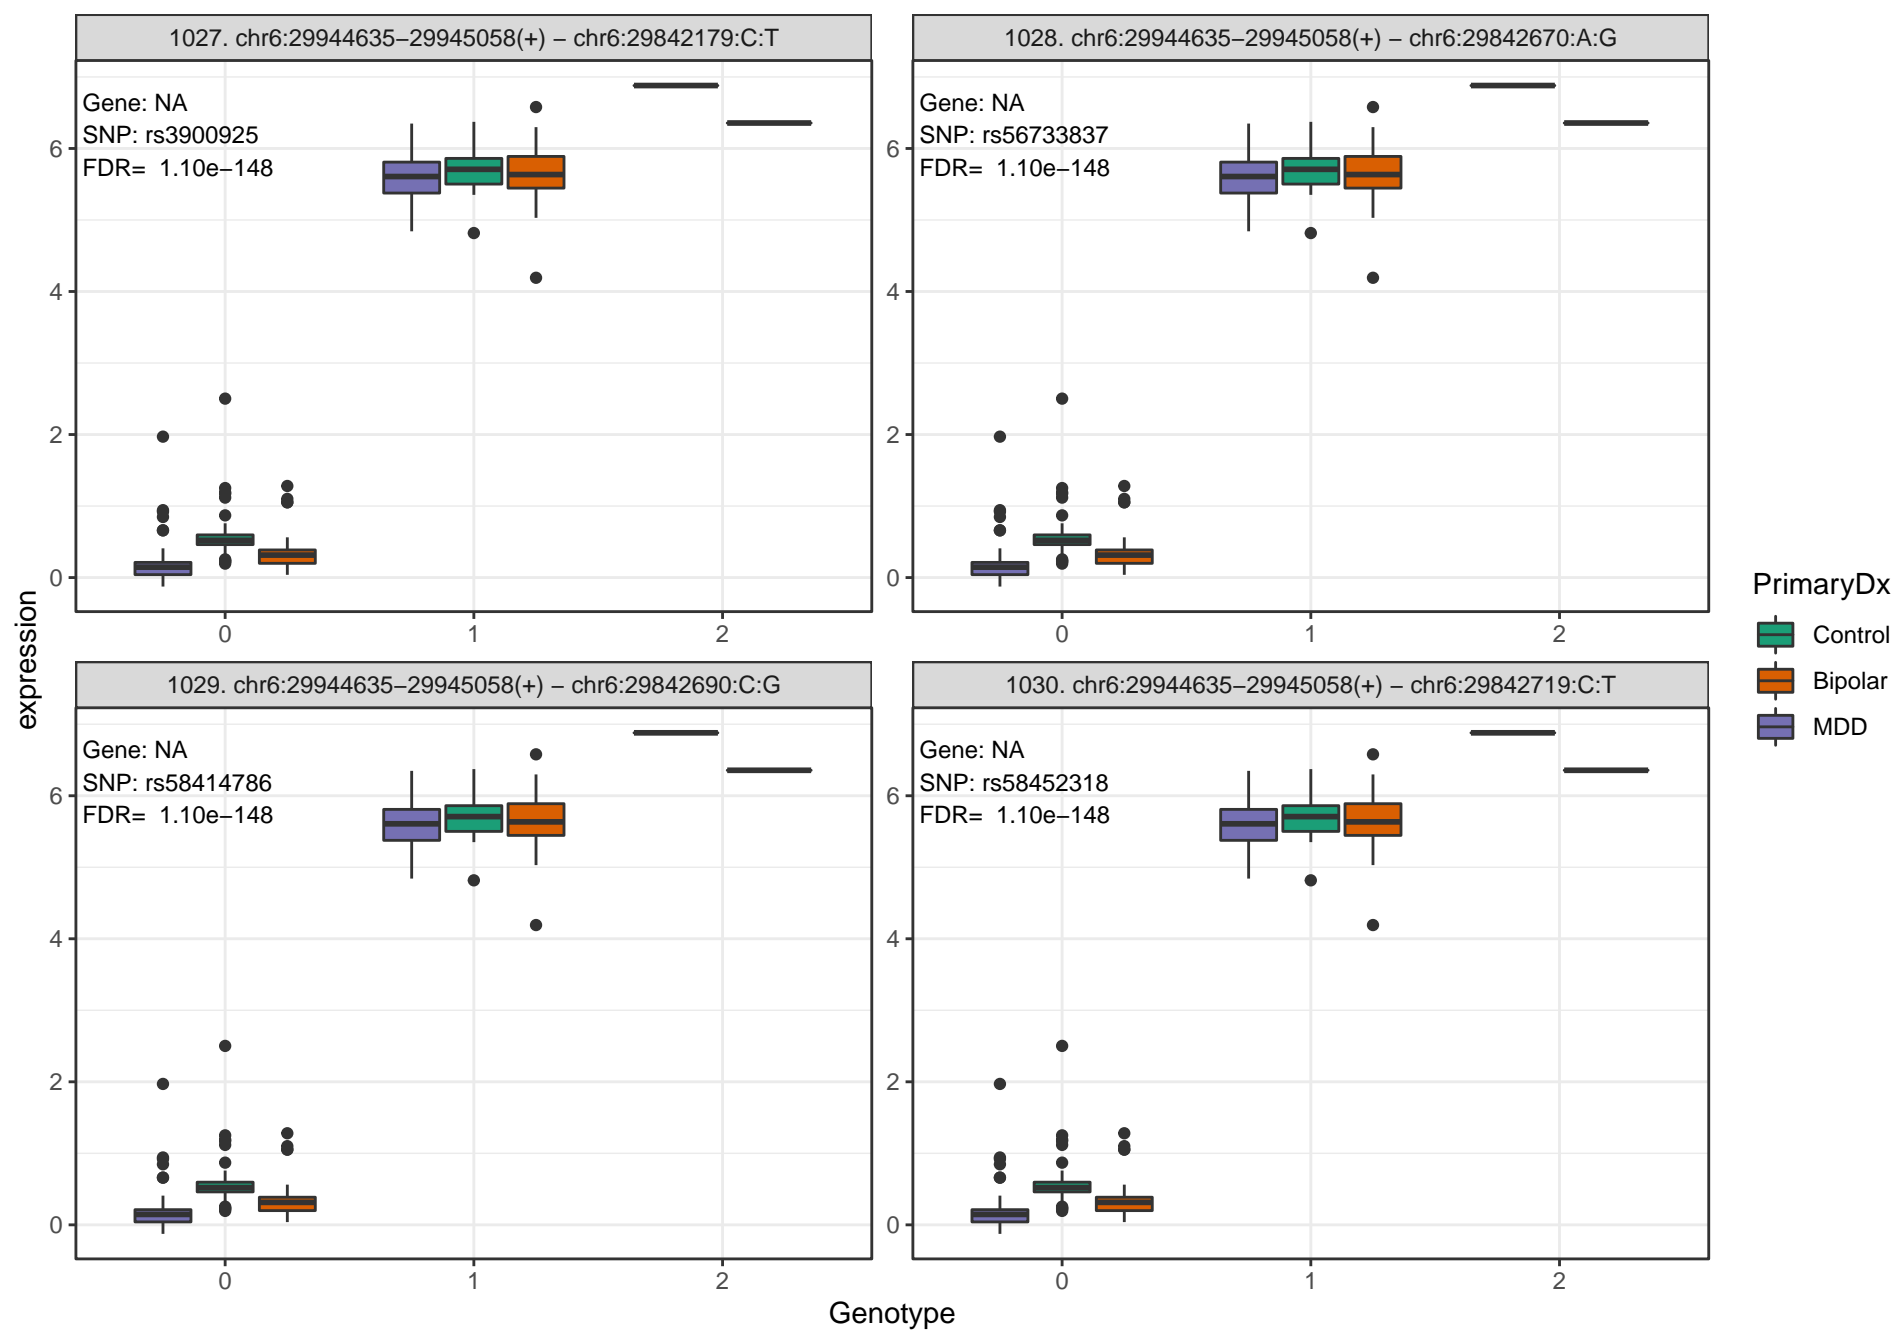 1027. chr6:29944635−29945058(+) − chr6:29842179:C:T
Gene: NA
SNP: rs3900925
FDR= 1.10e−148
6
4
2
0
0 1 2
1028. chr6:29944635−29945058(+) − chr6:29842670:A:G
Gene: NA
SNP: rs56733837
FDR= 1.10e−148
6
4
2
0
0 1 2
1029. chr6:29944635−29945058(+) − chr6:29842690:C:G
Gene: NA
SNP: rs58414786
FDR= 1.10e−148
6
4
2
0
0 1 2
1030. chr6:29944635−29945058(+) − chr6:29842719:C:T
Gene: NA
SNP: rs58452318
FDR= 1.10e−148
6
4
2
0
0 1 2
expression
Genotype
PrimaryDx
Control
Bipolar
MDD